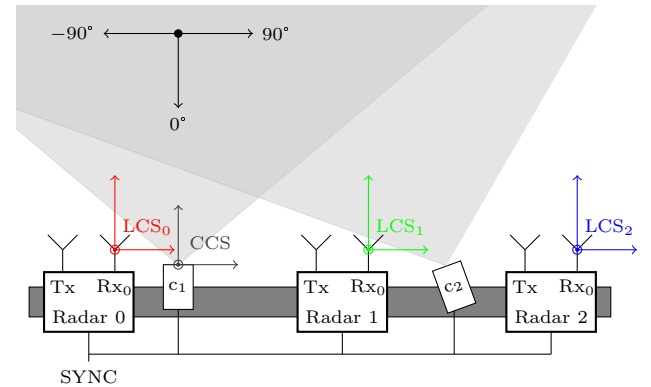 −90° 90°
0°
LCS₀ LCS₁ LCS₂
CCS
Tx Rx₀ c₁ Tx Rx₀ c₂ Tx Rx₀
Radar 0 Radar 1 Radar 2
SYNC